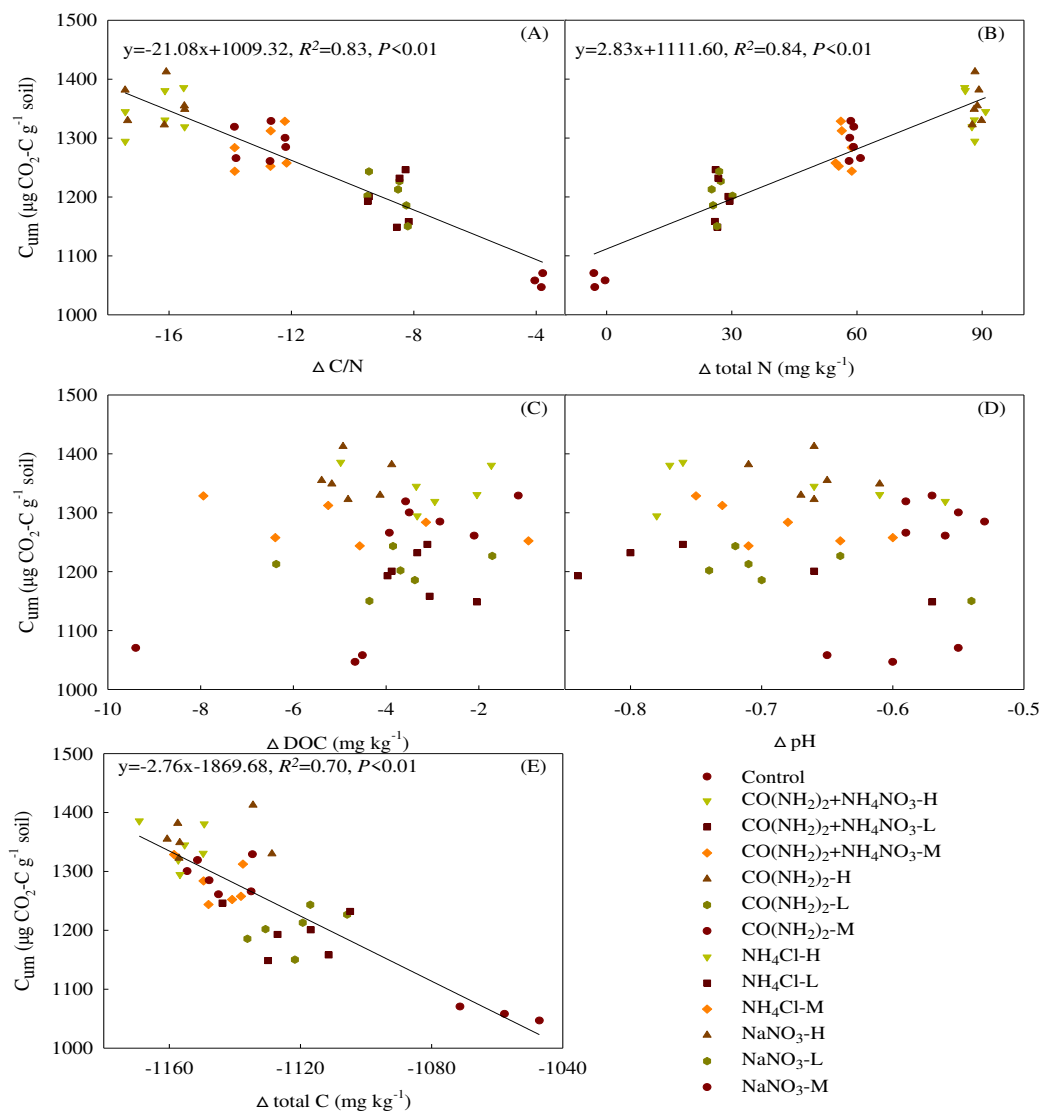 y=-21.08x+1009.32, R²=0.83, P<0.01
(A)
1500
1400
1300
1200
1100
1000
Cum (µg CO₂-C g⁻¹ soil)
-16
-12
-8
-4
Δ C/N
y=2.83x+1111.60, R²=0.84, P<0.01
(B)
0
30
60
90
Δ total N (mg kg⁻¹)
(C)
1500
1400
1300
1200
1100
1000
Cum (µg CO₂-C g⁻¹ soil)
-10
-8
-6
-4
-2
Δ DOC (mg kg⁻¹)
(D)
-0.8
-0.7
-0.6
-0.5
Δ pH
y=-2.76x-1869.68, R²=0.70, P<0.01
(E)
1500
1400
1300
1200
1100
1000
Cum (µg CO₂-C g⁻¹ soil)
-1160
-1120
-1080
-1040
Δ total C (mg kg⁻¹)
Control
CO(NH₂)₂+NH₄NO₃-H
CO(NH₂)₂+NH₄NO₃-L
CO(NH₂)₂+NH₄NO₃-M
CO(NH₂)₂-H
CO(NH₂)₂-L
CO(NH₂)₂-M
NH₄Cl-H
NH₄Cl-L
NH₄Cl-M
NaNO₃-H
NaNO₃-L
NaNO₃-M